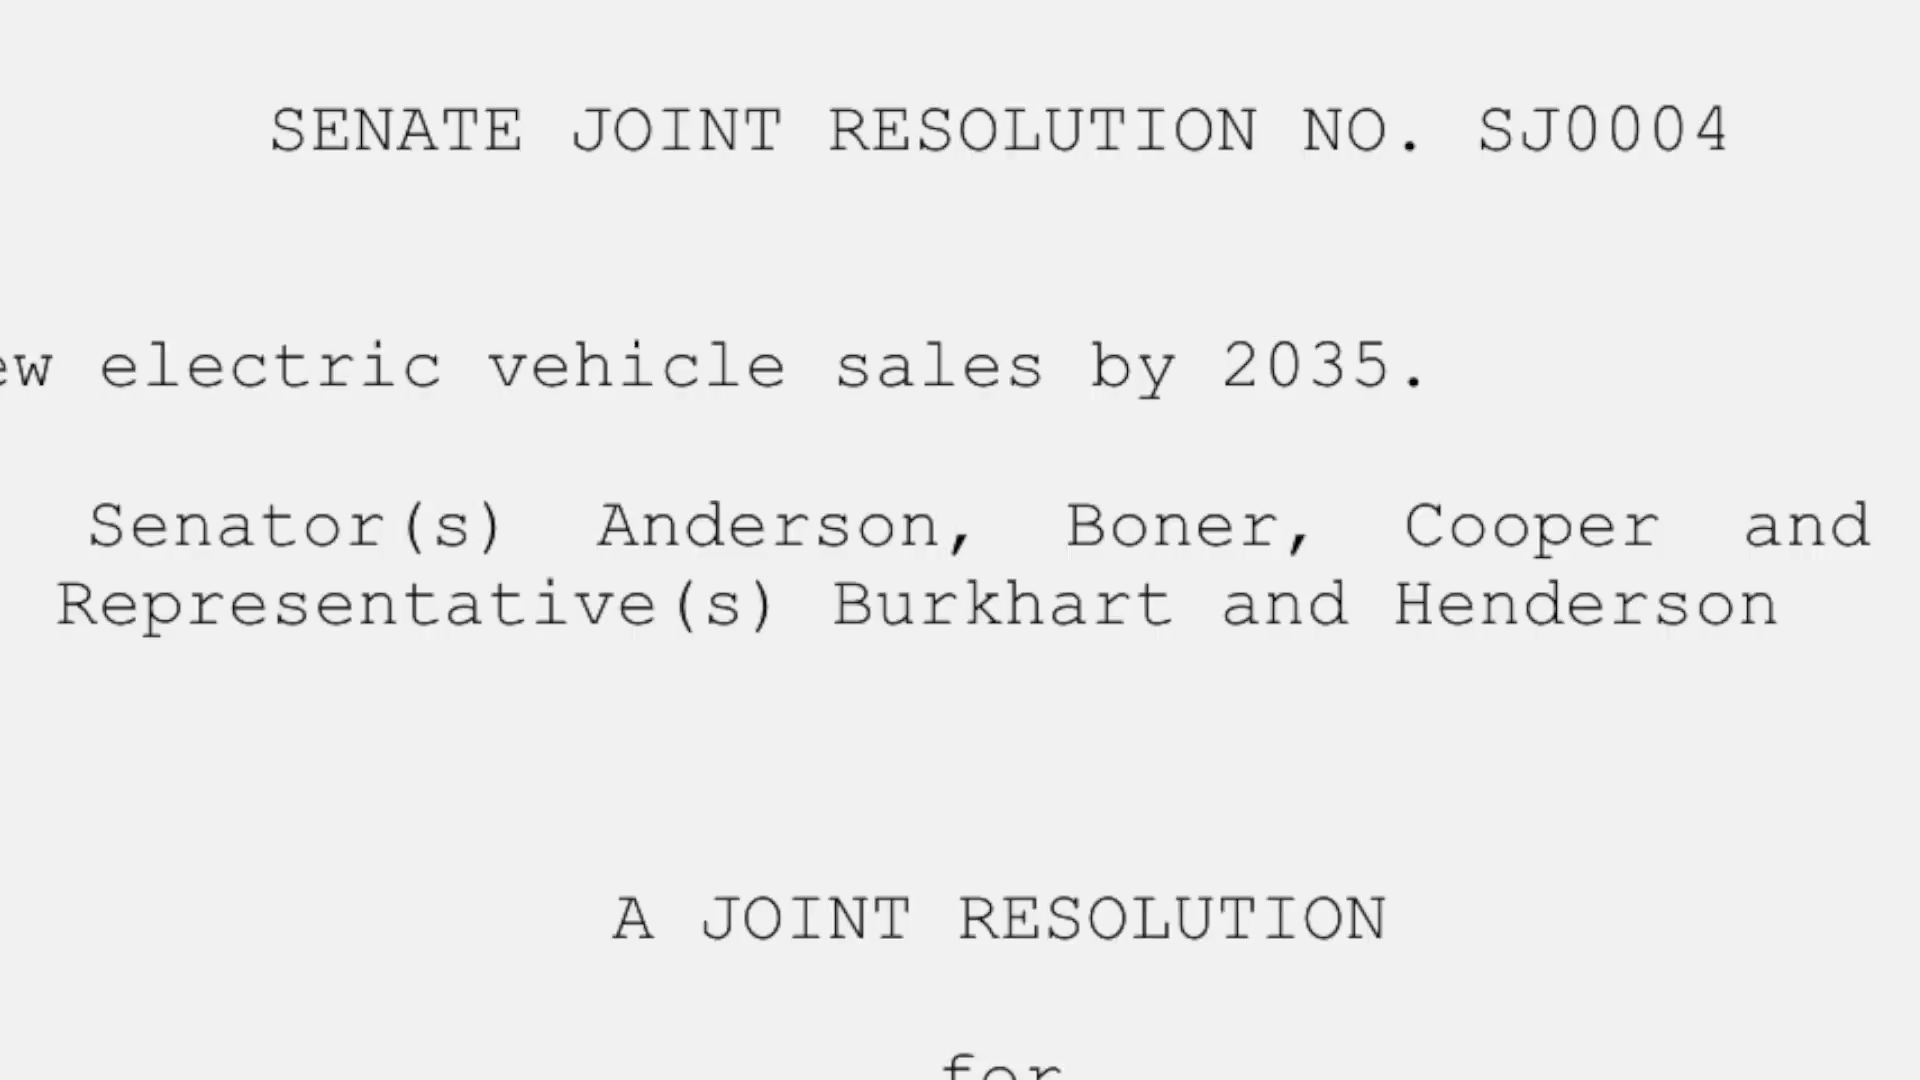 SENATE JOINT RESOLUTION NO. SJ0004
electric vehicle sales by 2035.
Senator(s) Anderson, Boner, Cooper and
Representative(s) Burkhart and Henderson
A JOINT RESOLUTION
for